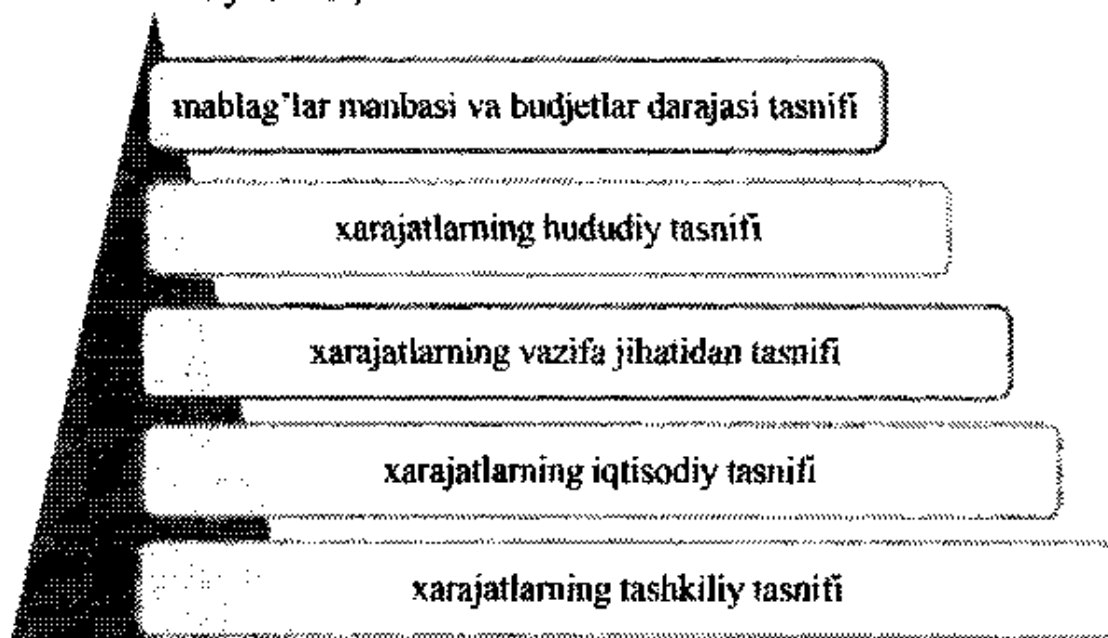 mablag'lar manbasi va budjetlar darajasi tasnifi
xarajatlarning hududiy tasnifi
xarajatlarning vazifa jihatidan tasnifi
xarajatlarning iqtisodiy tasnifi
xarajatlarning tashkiliy tasnifi